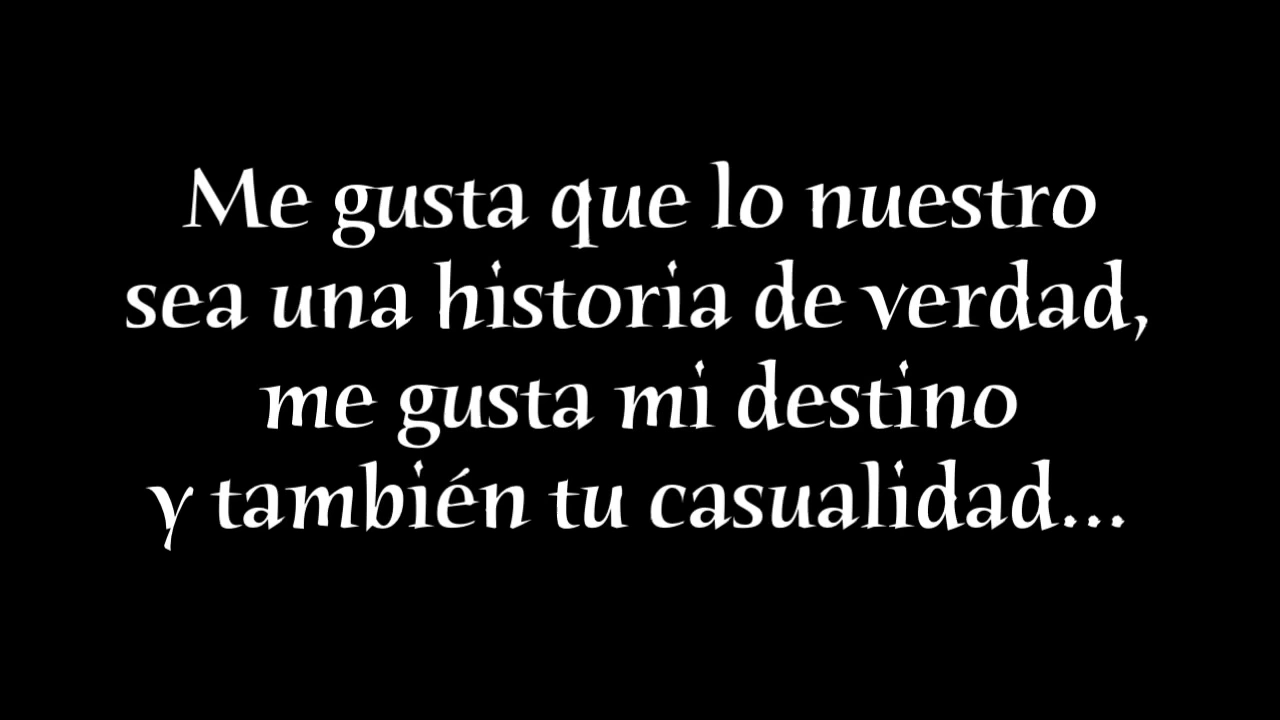 Me gusta que lo nuestro
sea una historia de verdad,
me gusta mi destino
y también tu casualidad...